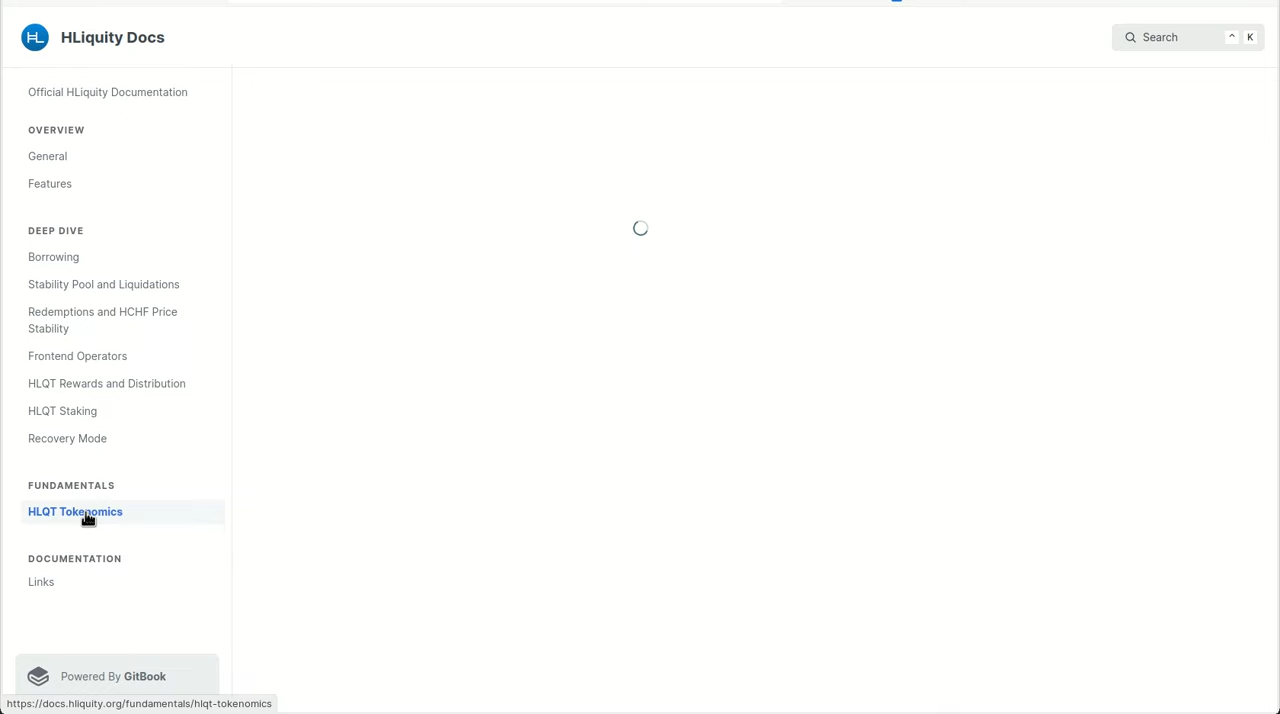 HL HLiquity Docs
Search ^ K
Official HLiquity Documentation
OVERVIEW
General
Features
DEEP DIVE
Borrowing
Stability Pool and Liquidations
Redemptions and HCHF Price
Stability
Frontend Operators
HLQT Rewards and Distribution
HLQT Staking
Recovery Mode
FUNDAMENTALS
HLQT Tokenomics
DOCUMENTATION
Links
Powered By GitBook
https://docs.hliquity.org/fundamentals/hlqt-tokenomics